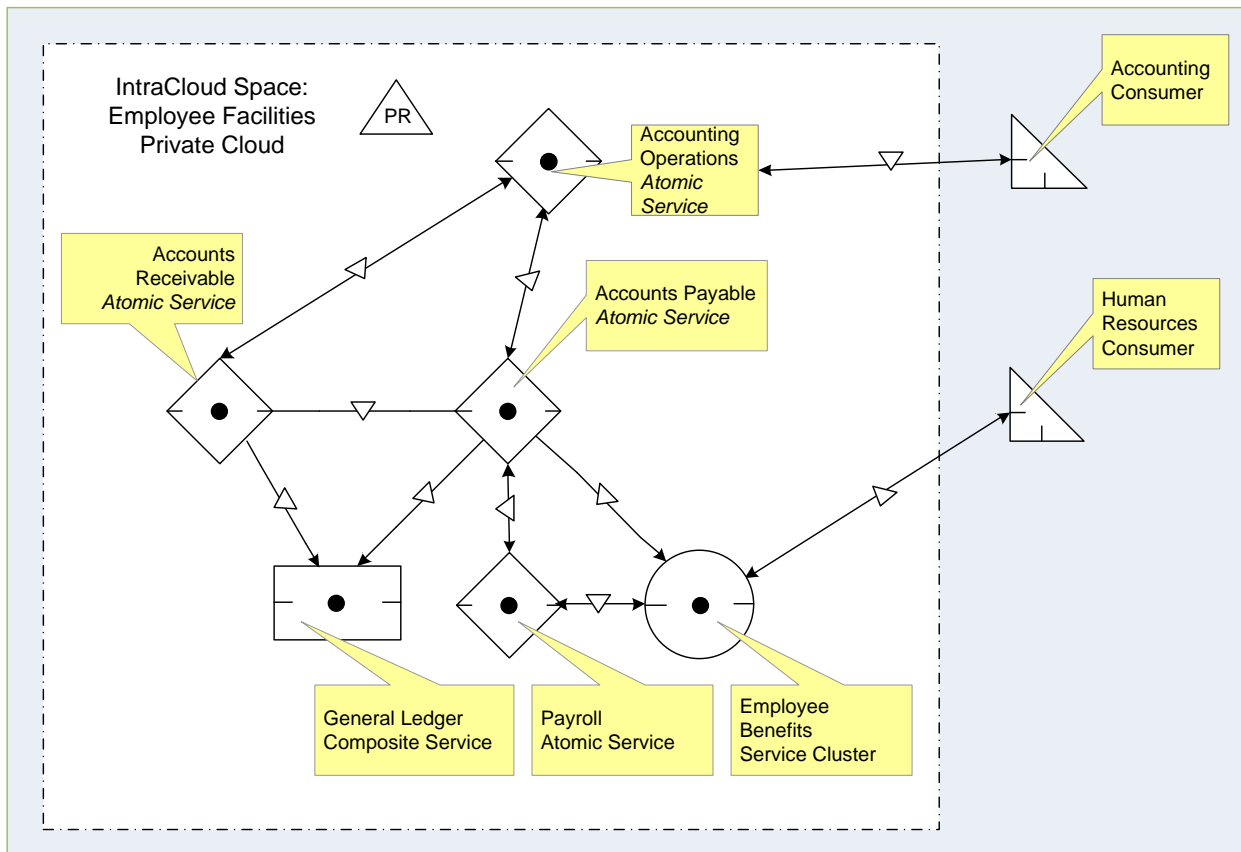 IntraCloud Space:
Employee Facilities
Private Cloud
PR
Accounting
Operations
Atomic
Service
Accounting
Consumer
Accounts
Receivable
Atomic Service
Accounts Payable
Atomic Service
Human
Resources
Consumer
General Ledger
Composite Service
Payroll
Atomic Service
Employee
Benefits
Service Cluster